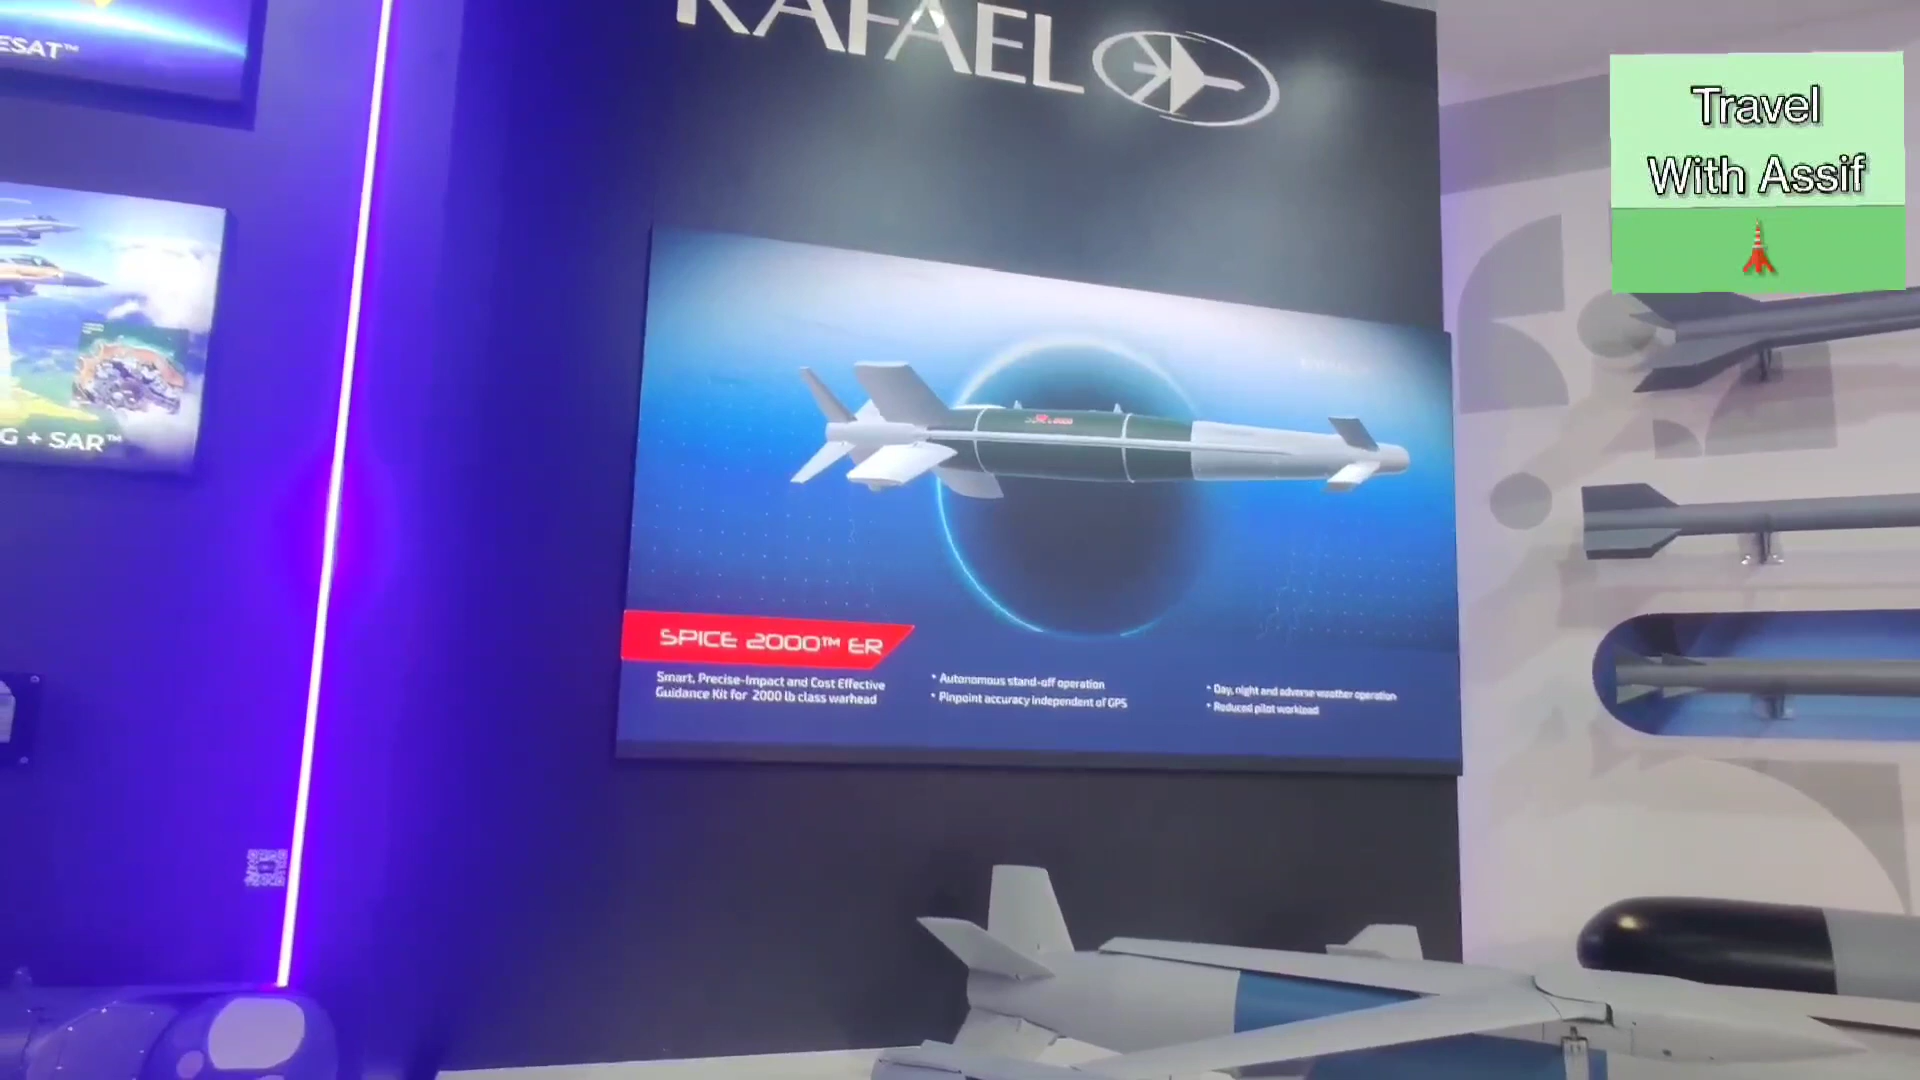 RAFAEL
ESAT™
Travel
With Assif
G + SAR™
SPICE 2000™ ER
Smart, Precise-Impact and Cost Effective
Guidance Kit for 2000 lb class warhead
• Autonomous stand-off operation
• Pinpoint accuracy independent of GPS
• Day, night and adverse weather operation
• Reduced pilot workload